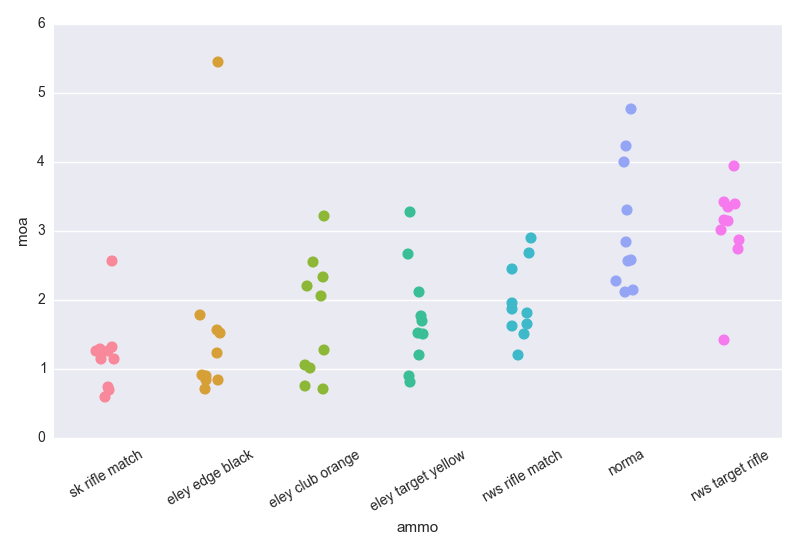 6
5
4
3
2
1
0
moa
sk rifle match
eley edge black
eley club orange
eley target yellow
rws rifle match
norma
rws target rifle
ammo